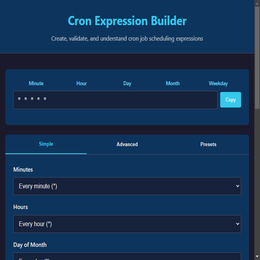 Cron Expression Builder
Create, validate, and understand cron job scheduling expressions
Minute Hour Day Month Weekday
* * * * *
Copy
Simple Advanced Presets
Minutes
Every minute (*)
Hours
Every hour (*)
Day of Month